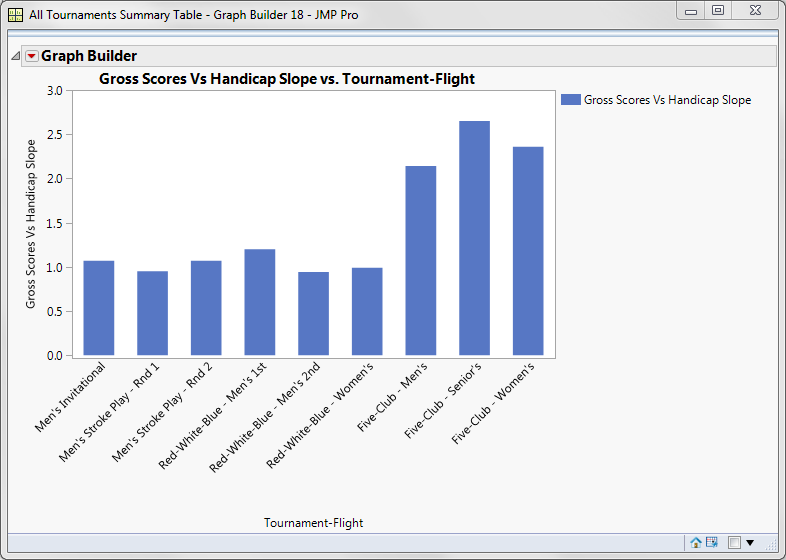 All Tournaments Summary Table - Graph Builder 18 - JMP Pro
Graph Builder
Gross Scores Vs Handicap Slope vs. Tournament-Flight
Gross Scores Vs Handicap Slope
3.0
2.5
2.0
1.5
1.0
0.5
0.0
Gross Scores Vs Handicap Slope
Men's Invitational
Men's Stroke Play - Rnd 1
Men's Stroke Play - Rnd 2
Red-White-Blue - Men's 1st
Red-White-Blue - Men's 2nd
Red-White-Blue - Women's
Five-Club - Men's
Five-Club - Senior's
Five-Club - Women's
Tournament-Flight